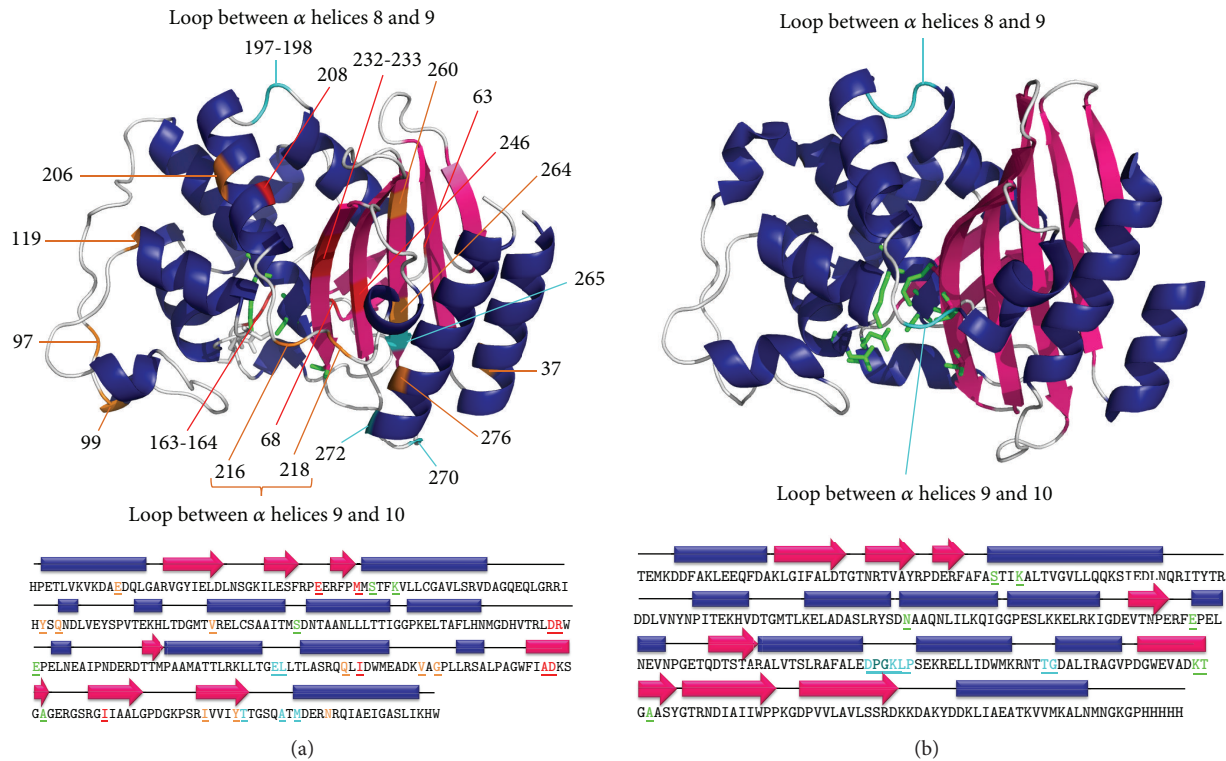 Loop between α helices 8 and 9
197-198
208
232-233
260
63
246
264
206
119
265
97
37
99
163-164
68
272
276
216
218
270
Loop between α helices 9 and 10
HPETLVKVKDAEDQLGARVGYIELDLNSGKILESFRPEERFPMMSTFKVLLCGAVLSRVDAGQEQLGRRI
HYSQNDLVEYSPVTEKHLTDGMTVRELCSAAITMSDNTAANLLLTTIGGPKELTAFLHNMGDHVTRLDRW
EPELNEAIPNDERDTTMPAAMATTLRKLLTGELLTLASRQQLIDWMEADKVAGPLLRSALPAGWFIADKS
GAGERGSRGIIAALGPDGKPSRIVVIYTTGSQATMDERNRQIAEIGASLIKHW
(a)
Loop between α helices 8 and 9
Loop between α helices 9 and 10
TEMKDDFAKLEEQFDAKLGIFALDTGTNRTVAYRPDERFAFASTIKALTVGVLLQQKSIEDLNQRITYTR
DDLVNYNPITEKHVDTGMTLKELADASLRYSDNAAQNLILKQIGGPESLKKELRKIGDEVTNPERFEPEL
NEVNPGETQDTSTARALVTSLRAFALEDPGKLPSEKRELLIDWMKRNTTGDALIRAGVPDGWEVADKT
GAASYGTRNDIAIIWPPKGDPVVLAVLSSRDKKDAKYDDKLIAEATKVVMKALNMNGKGPHHHHH
(b)